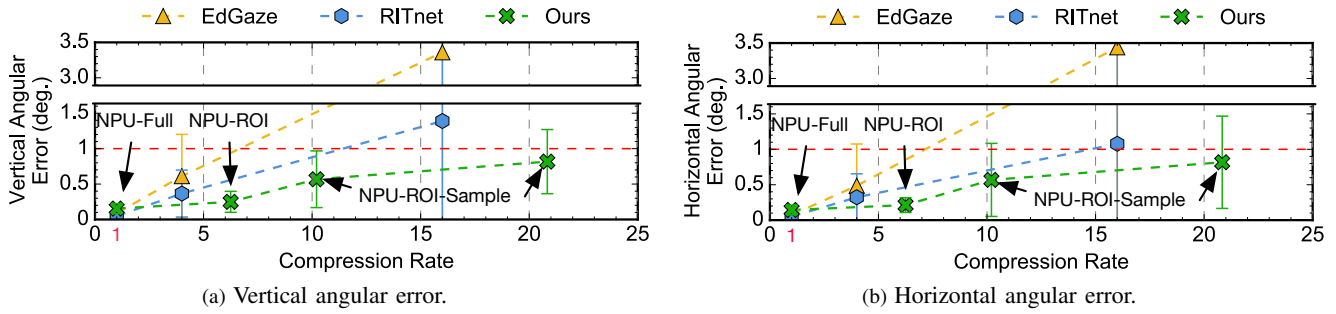 EdGaze RITnet Ours
Vertical Angular
Error (deg.)
3.5
3.0
1.5
1
0.5
0
NPU-Full NPU-ROI
NPU-ROI-Sample
0 1 5 10 15 20 25
Compression Rate
(a) Vertical angular error.
EdGaze RITnet Ours
Horizontal Angular
Error (deg.)
3.5
3.0
1.5
1
0.5
0
NPU-Full NPU-ROI
NPU-ROI-Sample
0 1 5 10 15 20 25
Compression Rate
(b) Horizontal angular error.